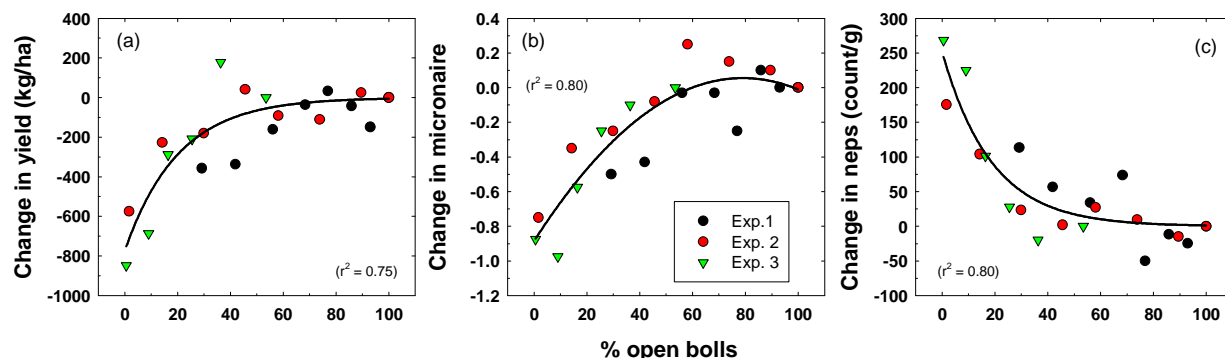 (a)
Change in yield (kg/ha)
400
200
0
-200
-400
-600
-800
-1000
(r² = 0.75)
0 20 40 60 80 100
(b)
Change in micronaire
0.4
0.2
0.0
-0.2
-0.4
-0.6
-0.8
-1.0
-1.2
(r² = 0.80)
Exp.1
Exp. 2
Exp. 3
0 20 40 60 80 100
% open bolls
(c)
Change in neps (count/g)
300
250
200
150
100
50
0
-50
-100
(r² = 0.80)
0 20 40 60 80 100